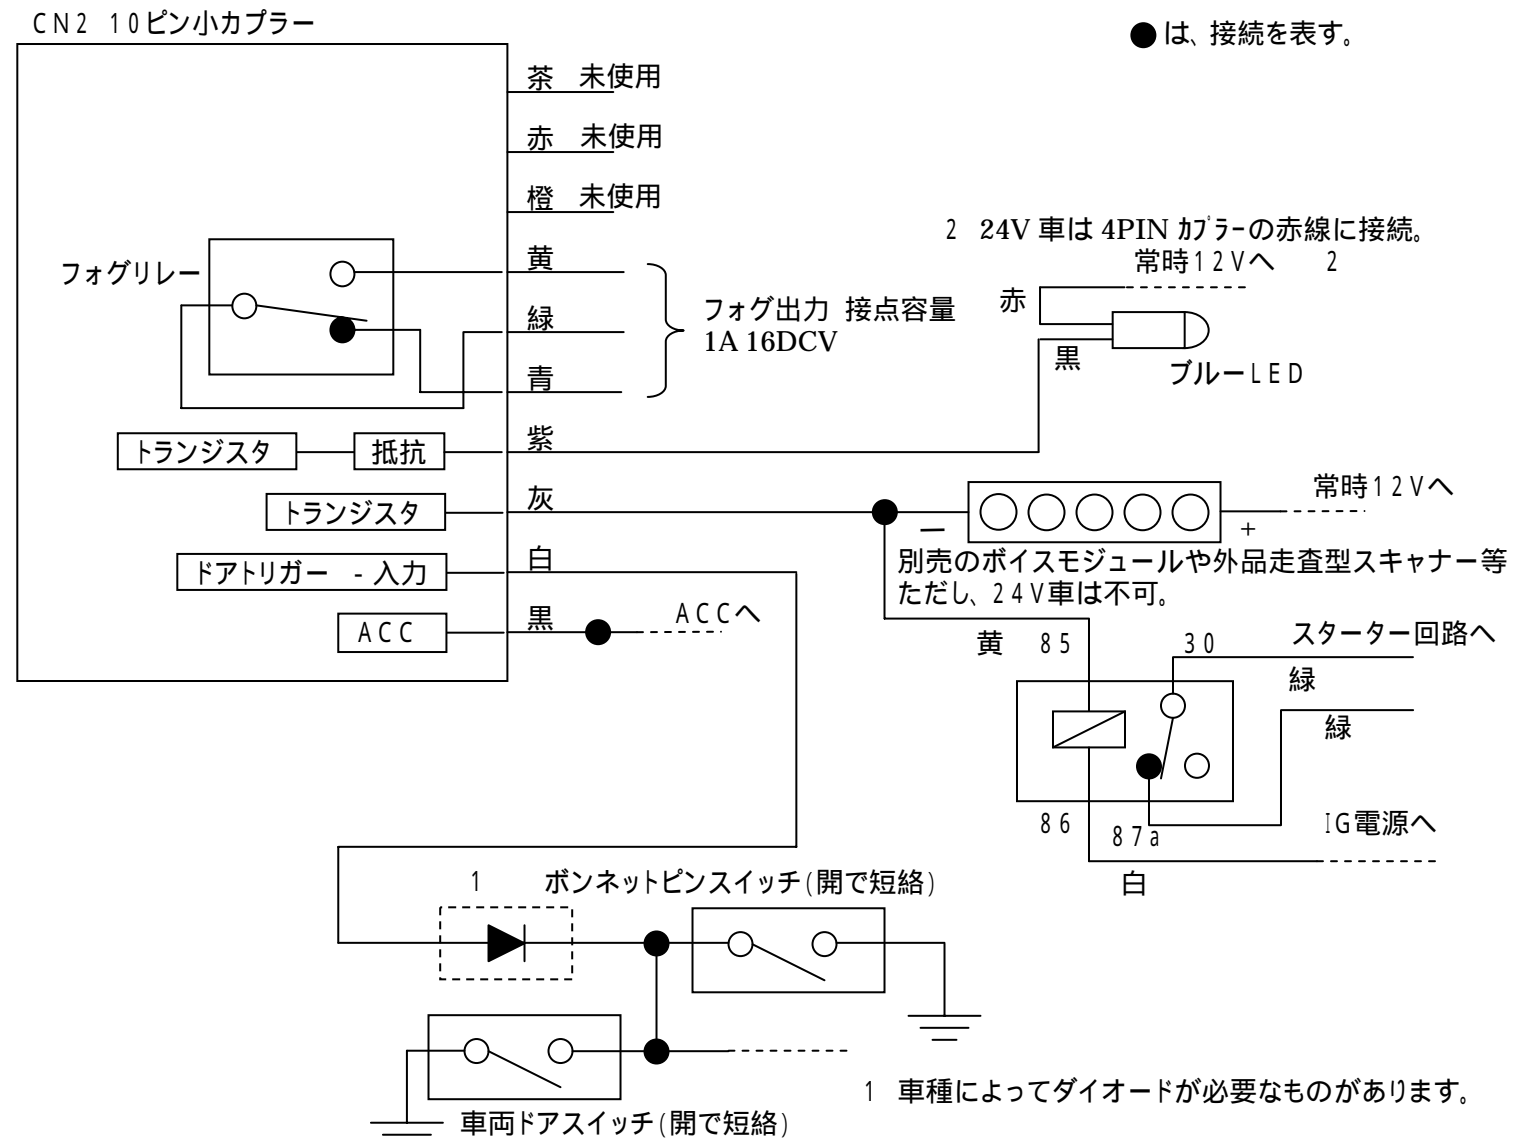 CN2 10ピン小カプラー
●は、接続を表す。
茶 未使用
赤 未使用
橙 未使用
2 24V車は4PINｶﾌﾟﾗｰの赤線に接続。
常時12Vへ 2
黄
フォグリレー
赤
緑
フォグ出力 接点容量
1A 16DCV
黒
青
ブルーLED
紫
トランジスタ
抵抗
灰
トランジスタ
常時12Vへ
－
+
別売のボイスモジュールや外品走査型スキャナー等
ただし、24V車は不可。
白
ドアトリガー -入力
黒
ACCへ
ACC
黄 85
30
スターター回路へ
緑
緑
86
87a
IG電源へ
白
1 ボンネットピンスイッチ(開で短絡)
1 車種によってダイオードが必要なものがあります。
車両ドアスイッチ(開で短絡)